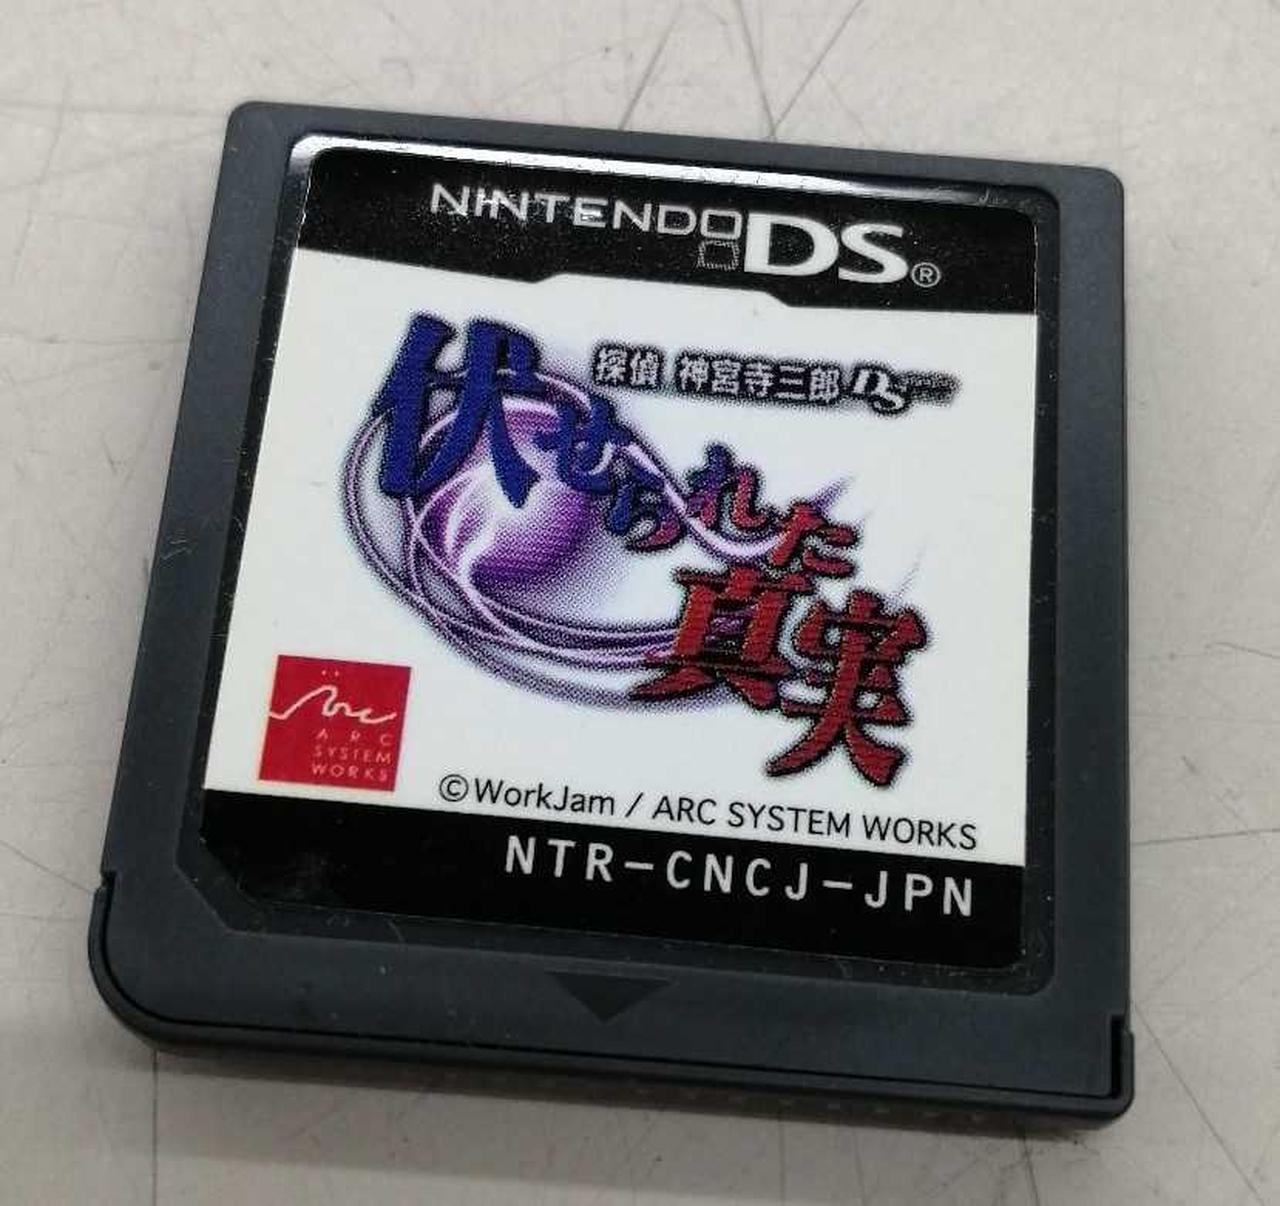 NINTENDO DS®
探偵 神宮寺三郎 DS
伏せられた
真実
Arc
ARC
SYSTEM
WORKS
©WorkJam / ARC SYSTEM WORKS
NTR-CNCJ-JPN